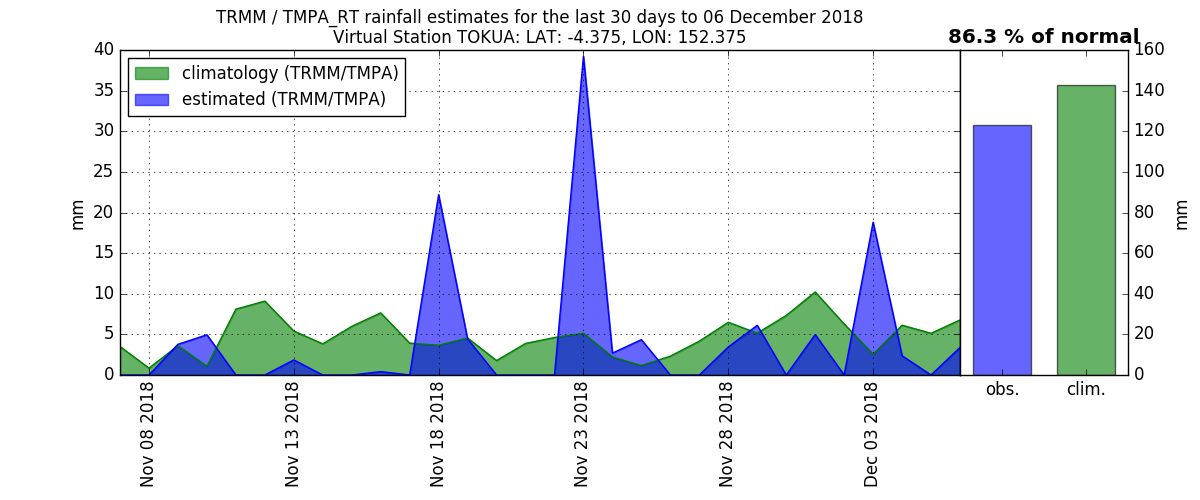 TRMM / TMPA_RT rainfall estimates for the last 30 days to 06 December 2018
Virtual Station TOKUA: LAT: -4.375, LON: 152.375
86.3 % of normal
climatology (TRMM/TMPA)
estimated (TRMM/TMPA)
mm
40
35
30
25
20
15
10
5
0
Nov 08 2018
Nov 13 2018
Nov 18 2018
Nov 23 2018
Nov 28 2018
Dec 03 2018
obs.
clim.
160
140
120
100
80
60
40
20
0
mm